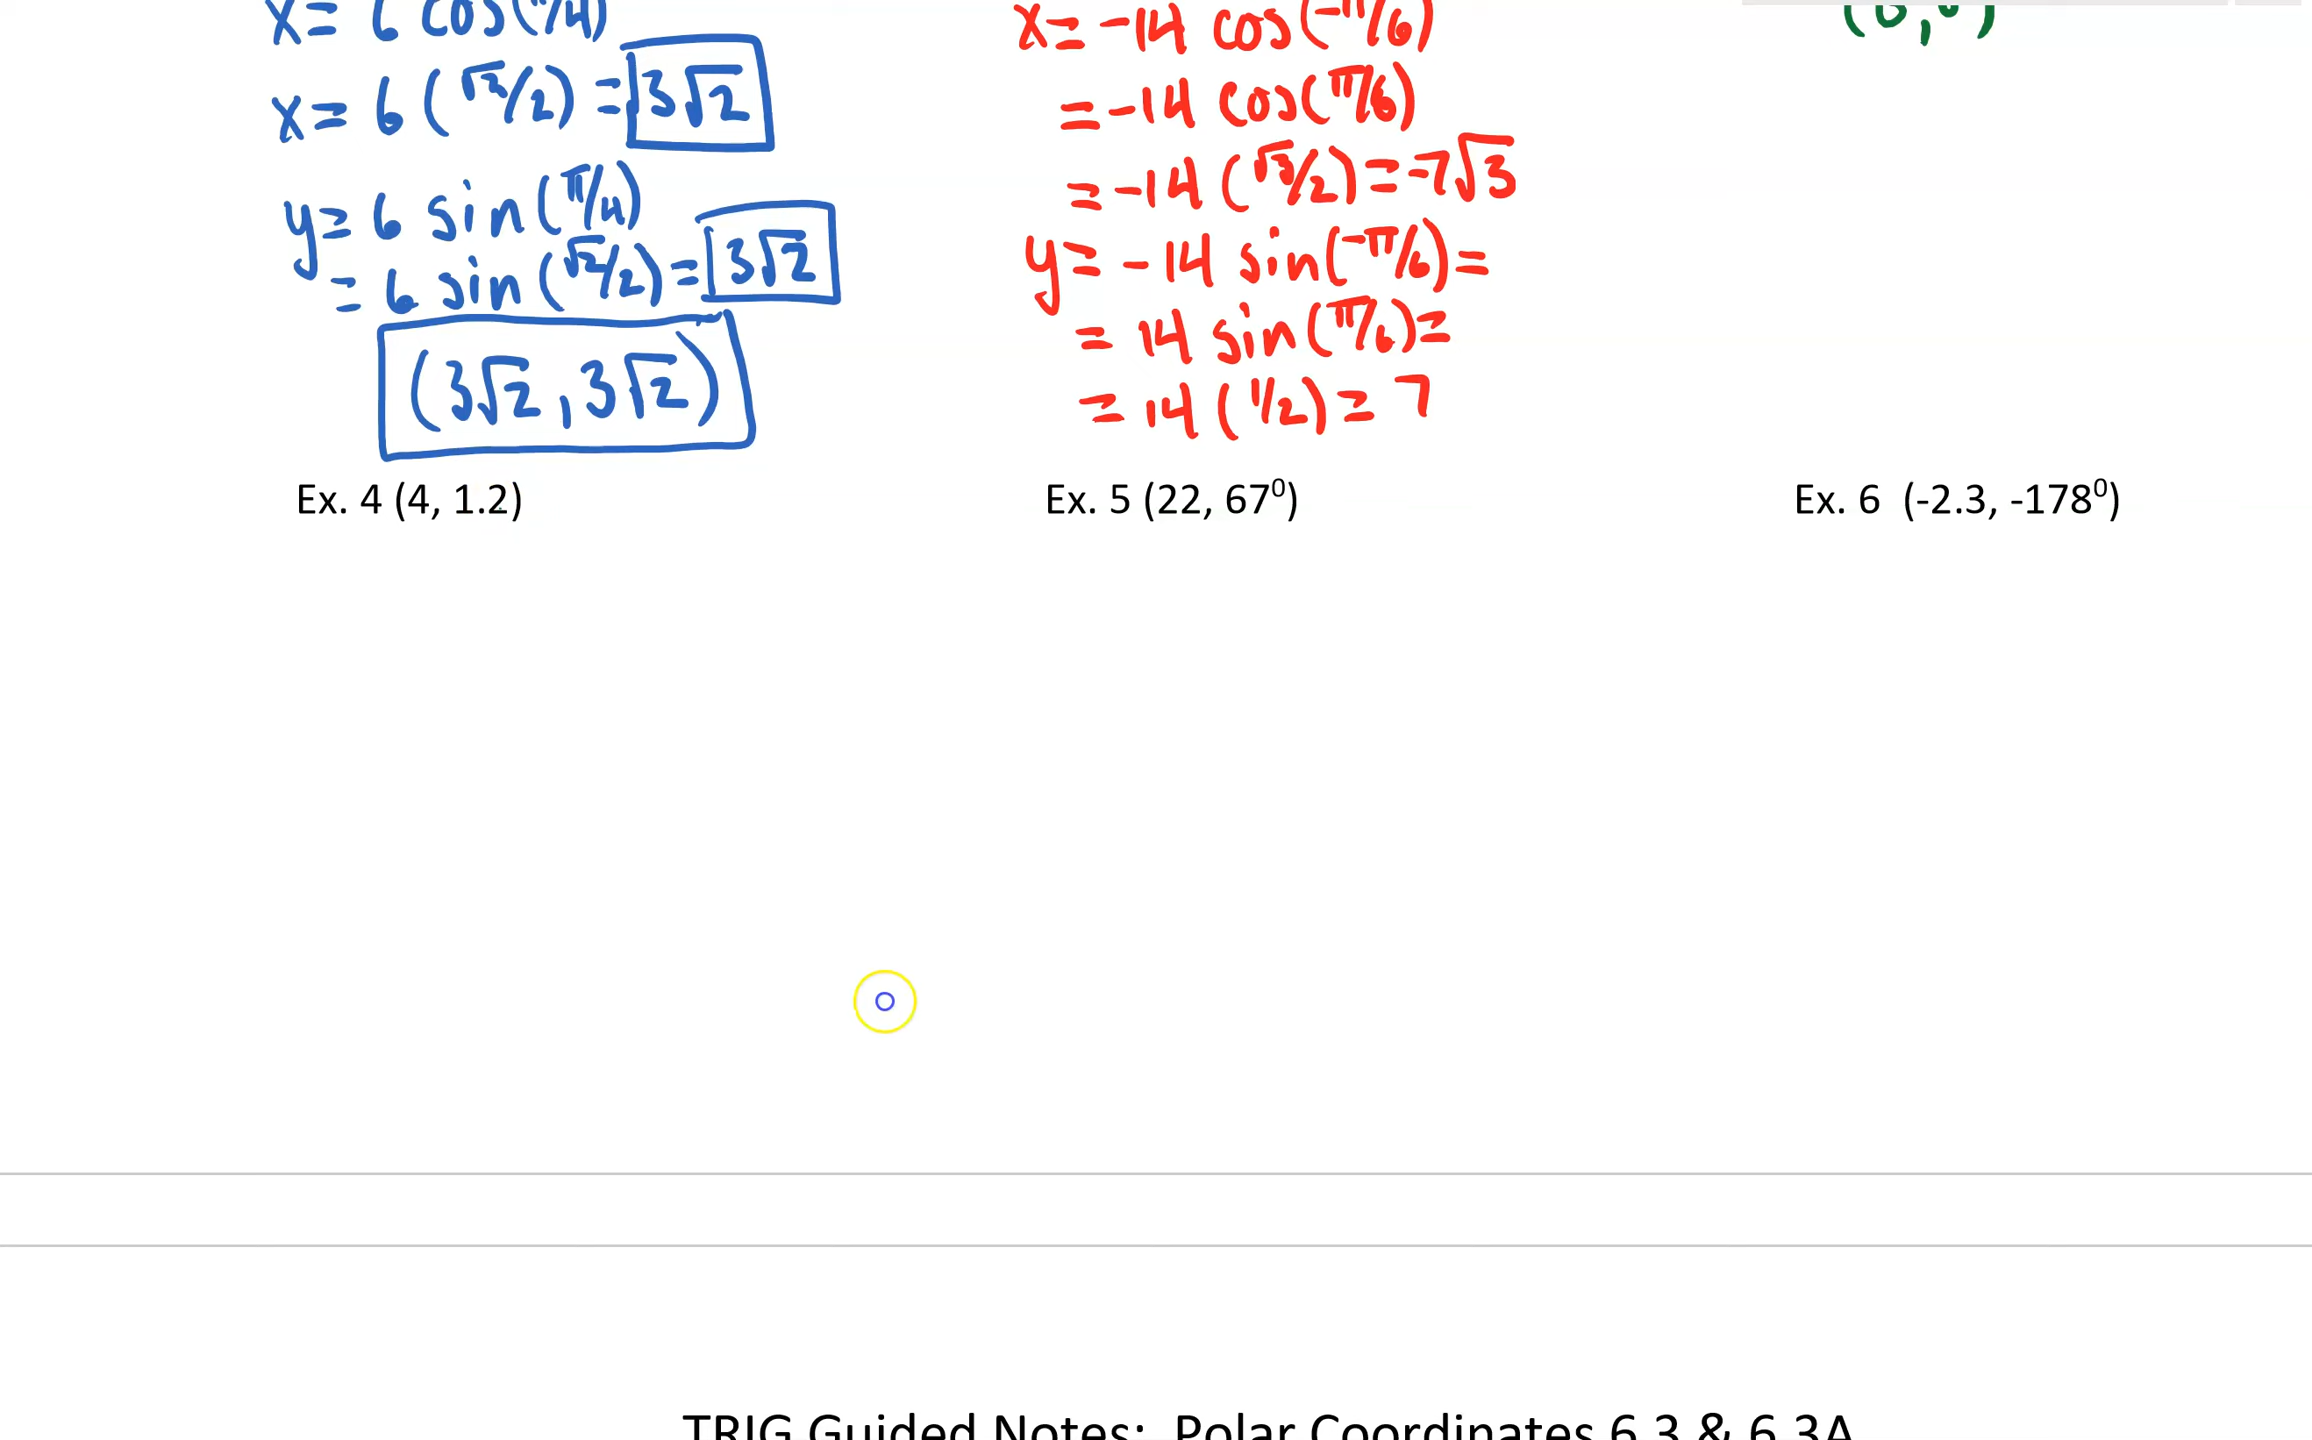 x = 6 cos(π/4)
x = 6 (√2/2) = 3√2
y = 6 sin(π/4)
= 6 sin(√2/2) = 3√2
(3√2, 3√2)
x = -14 cos(-π/6)
= -14 cos(π/6)
= -14 (√3/2) = -7√3
y = -14 sin(-π/6) =
= 14 sin(π/6) =
= 14 (1/2) = 7
Ex. 4 (4, 1.2)
Ex. 5 (22, 67⁰)
Ex. 6 (-2.3, -178⁰)
TRIG Guided Notes: Polar Coordinates 6.3 & 6.3A